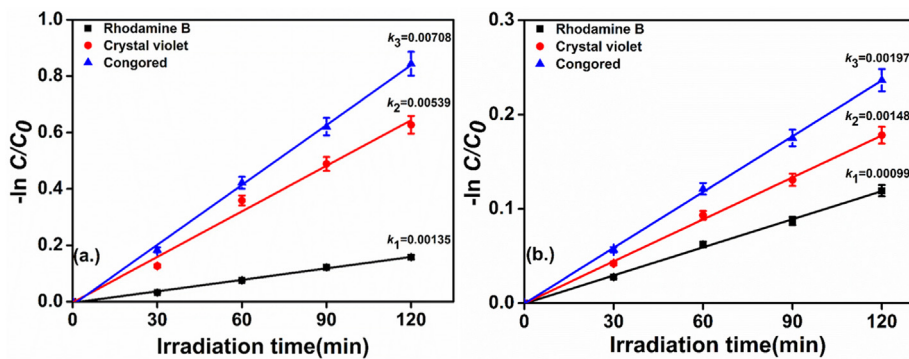 1.0
0.8
0.6
0.4
0.2
0.0
-ln C/C0
Rhodamine B
Crystal violet
Congored
k3=0.00708
k2=0.00539
k1=0.00135
(a.)
0 30 60 90 120
Irradiation time(min)
0.3
0.2
0.1
0.0
-ln C/C0
Rhodamine B
Crystal violet
Congored
k3=0.00197
k2=0.00148
k1=0.00099
(b.)
0 30 60 90 120
Irradiation time(min)